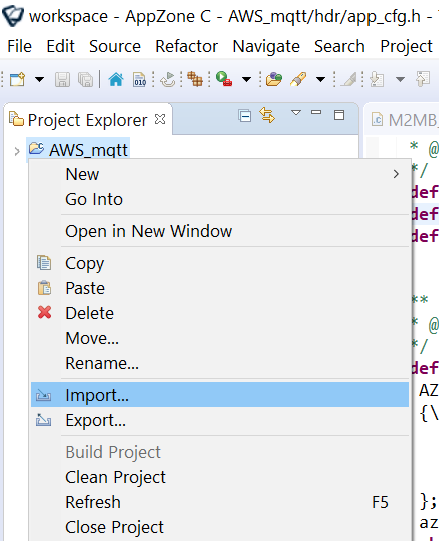 workspace - AppZone C - AWS_mqtt/hdr/app_cfg.h -
File Edit Source Refactor Navigate Search Project
010
Project Explorer
M2MB_
AWS_mqtt
* @
New
*/
Go Into
def
def
Open in New Window
def
Copy
Paste
Delete
**
Move...
* @
Rename...
*/
def
Import...
AZ
Export...
{\
Build Project
Clean Project
Refresh F5
};
Close Project
az